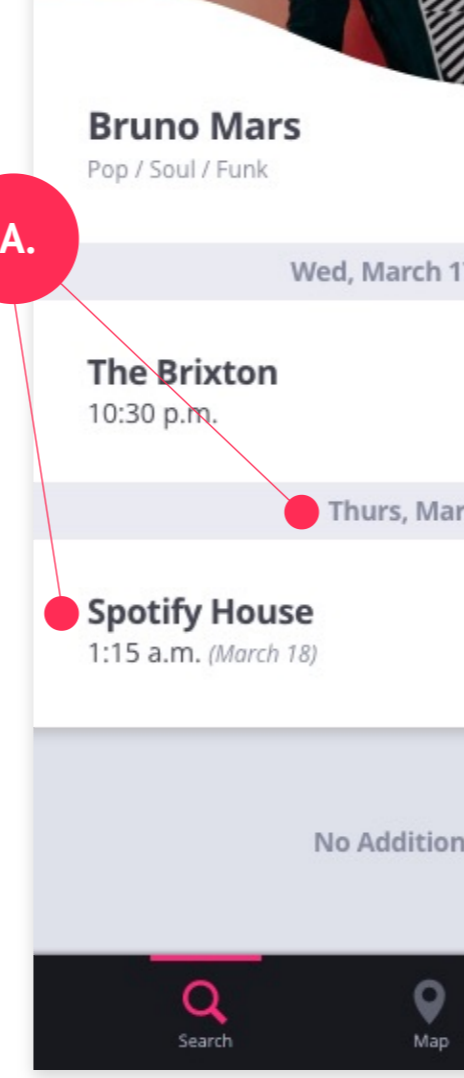 Bruno Mars
Pop / Soul / Funk
A.
Wed, March 1
The Brixton
10:30 p.m.
Thurs, Mar
Spotify House
1:15 a.m. (March 18)
No Addition
Search
Map